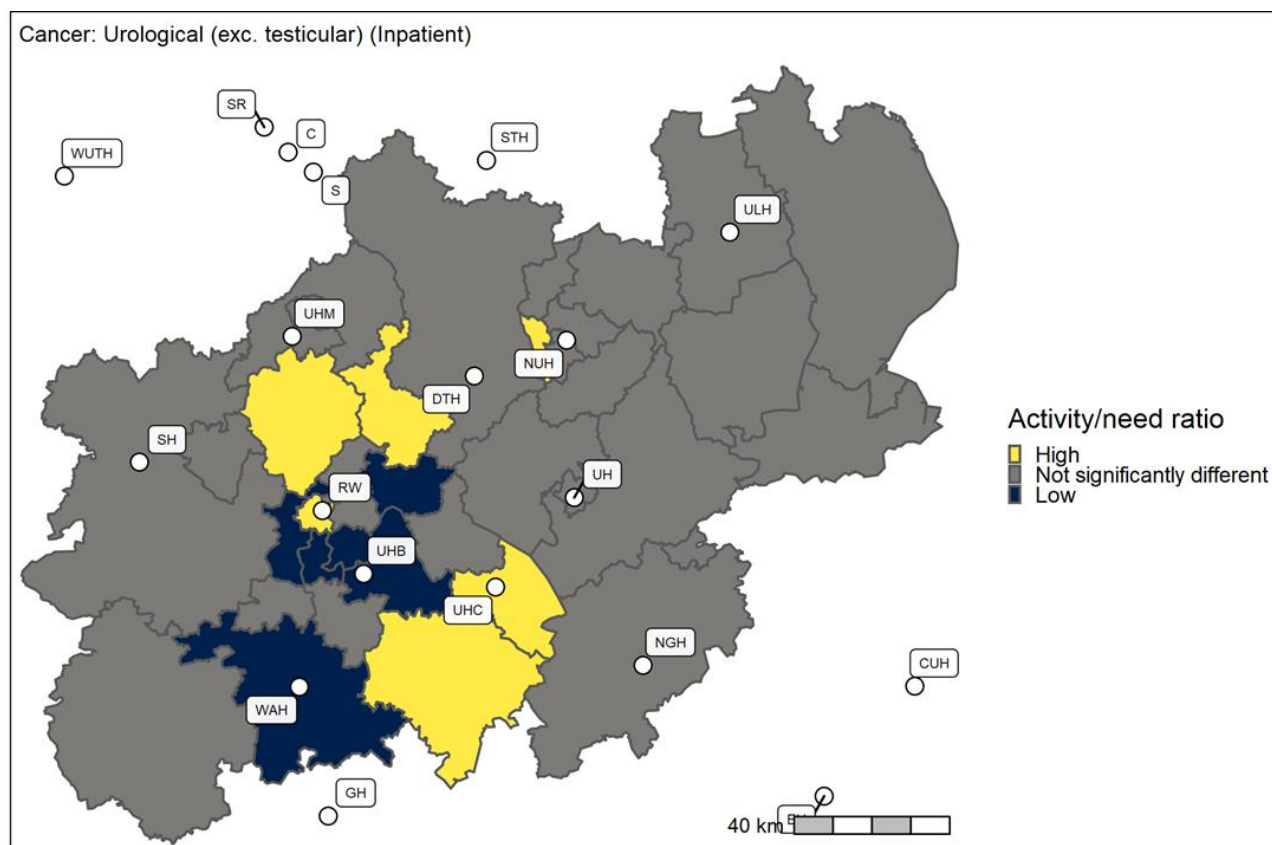 Cancer: Urological (exc. testicular) (Inpatient)
SR
C
STH
WUTH
S
ULH
UHM
NUH
DTH
Activity/need ratio
High
Not significantly different
Low
SH
UH
RW
UHB
UHC
NGH
CUH
WAH
GH
40 km